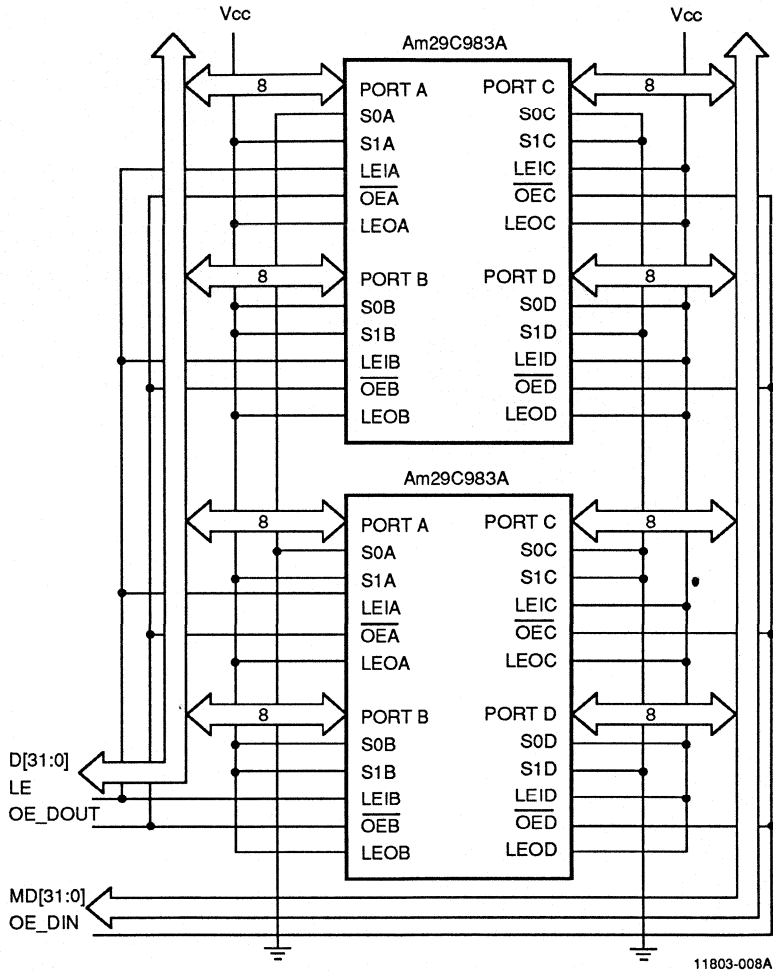 Vcc Vcc
Am29C983A
8 PORT A PORT C 8
S0A S0C
S1A S1C
LEIA LEIC
OEA OEC
LEOA LEOC
8 PORT B PORT D 8
S0B S0D
S1B S1D
LEIB LEID
OEB OED
LEOB LEOD
Am29C983A
8 PORT A PORT C 8
S0A S0C
S1A S1C
LEIA LEIC
OEA OEC
LEOA LEOC
8 PORT B PORT D 8
S0B S0D
D[31:0]
S1B S1D
LE
LEIB LEID
OE_DOUT
OEB OED
LEOB LEOD
MD[31:0]
OE_DIN
11803-008A